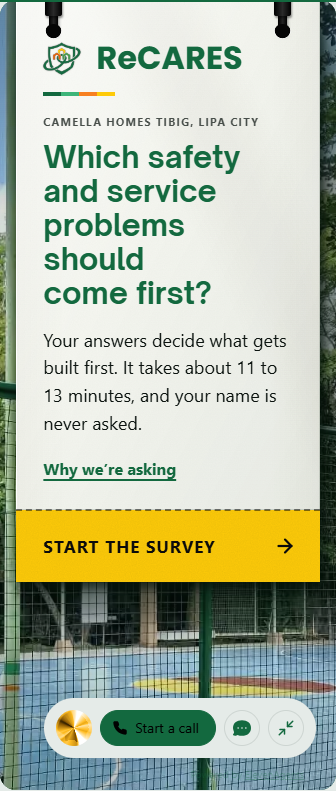 ReCARES
CAMELLA HOMES TIBIG, LIPA CITY
Which safety
and service
problems
should
come first?
Your answers decide what gets
built first. It takes about 11 to
13 minutes, and your name is
never asked.
Why we’re asking
START THE SURVEY
Start a call